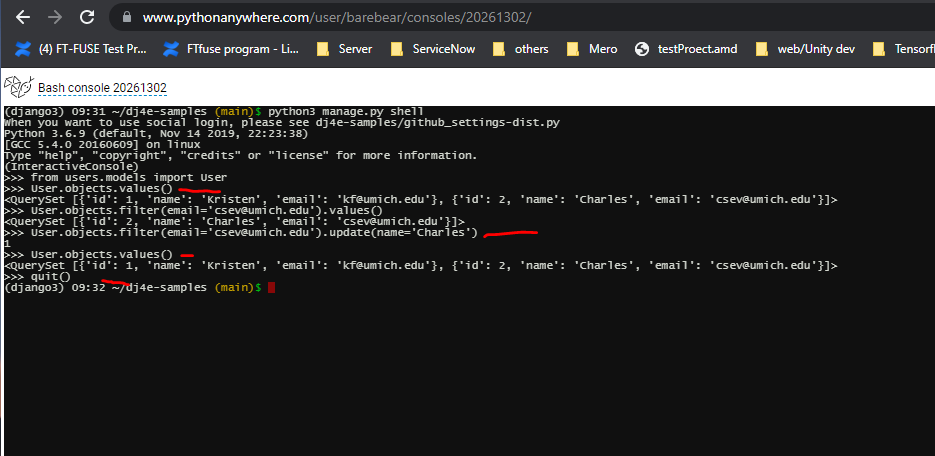 www.pythonanywhere.com/user/barebear/consoles/20261302/
(4) FT-FUSE Test Pr... FTfuse program - Li... Server ServiceNow others Mero testProect.amd web/Unity dev Tensorfl
Bash console 20261302
(django3) 09:31 ~/dj4e-samples (main)$ python3 manage.py shell
When you want to use social login, please see dj4e-samples/github_settings-dist.py
Python 3.6.9 (default, Nov 14 2019, 22:23:38)
[GCC 5.4.0 20160609] on linux
Type "help", "copyright", "credits" or "license" for more information.
(InteractiveConsole)
>>> from users.models import User
>>> User.objects.values()
<QuerySet [{'id': 1, 'name': 'Kristen', 'email': 'kf@umich.edu'}, {'id': 2, 'name': 'Charles', 'email': 'csev@umich.edu'}]>
>>> User.objects.filter(email='csev@umich.edu').values()
<QuerySet [{'id': 2, 'name': 'Charles', 'email': 'csev@umich.edu'}]>
>>> User.objects.filter(email='csev@umich.edu').update(name='Charles')
1
>>> User.objects.values()
<QuerySet [{'id': 1, 'name': 'Kristen', 'email': 'kf@umich.edu'}, {'id': 2, 'name': 'Charles', 'email': 'csev@umich.edu'}]>
>>> quit()
(django3) 09:32 ~/dj4e-samples (main)$